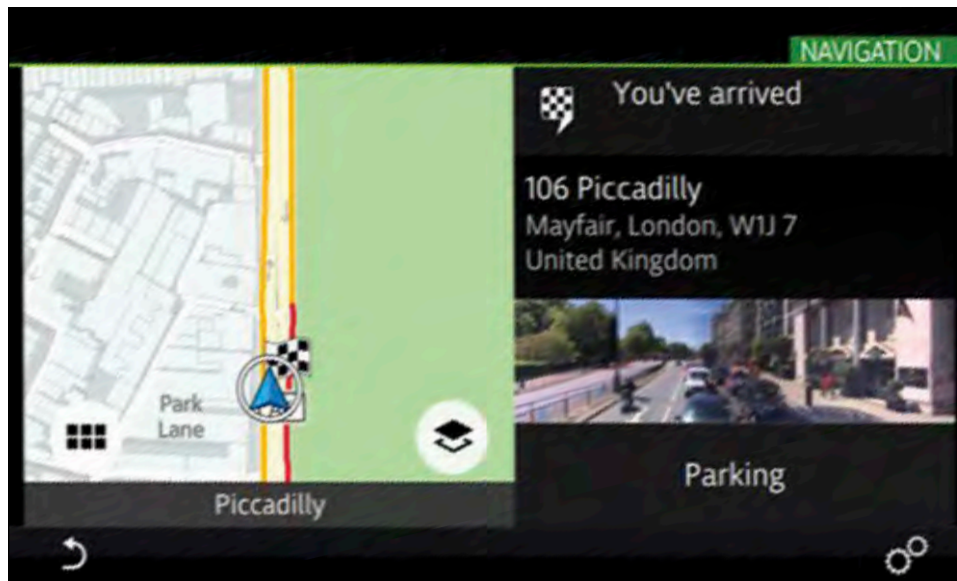 NAVIGATION
You've arrived
106 Piccadilly
Mayfair, London, W1J 7
United Kingdom
Park
Lane
Parking
Piccadilly